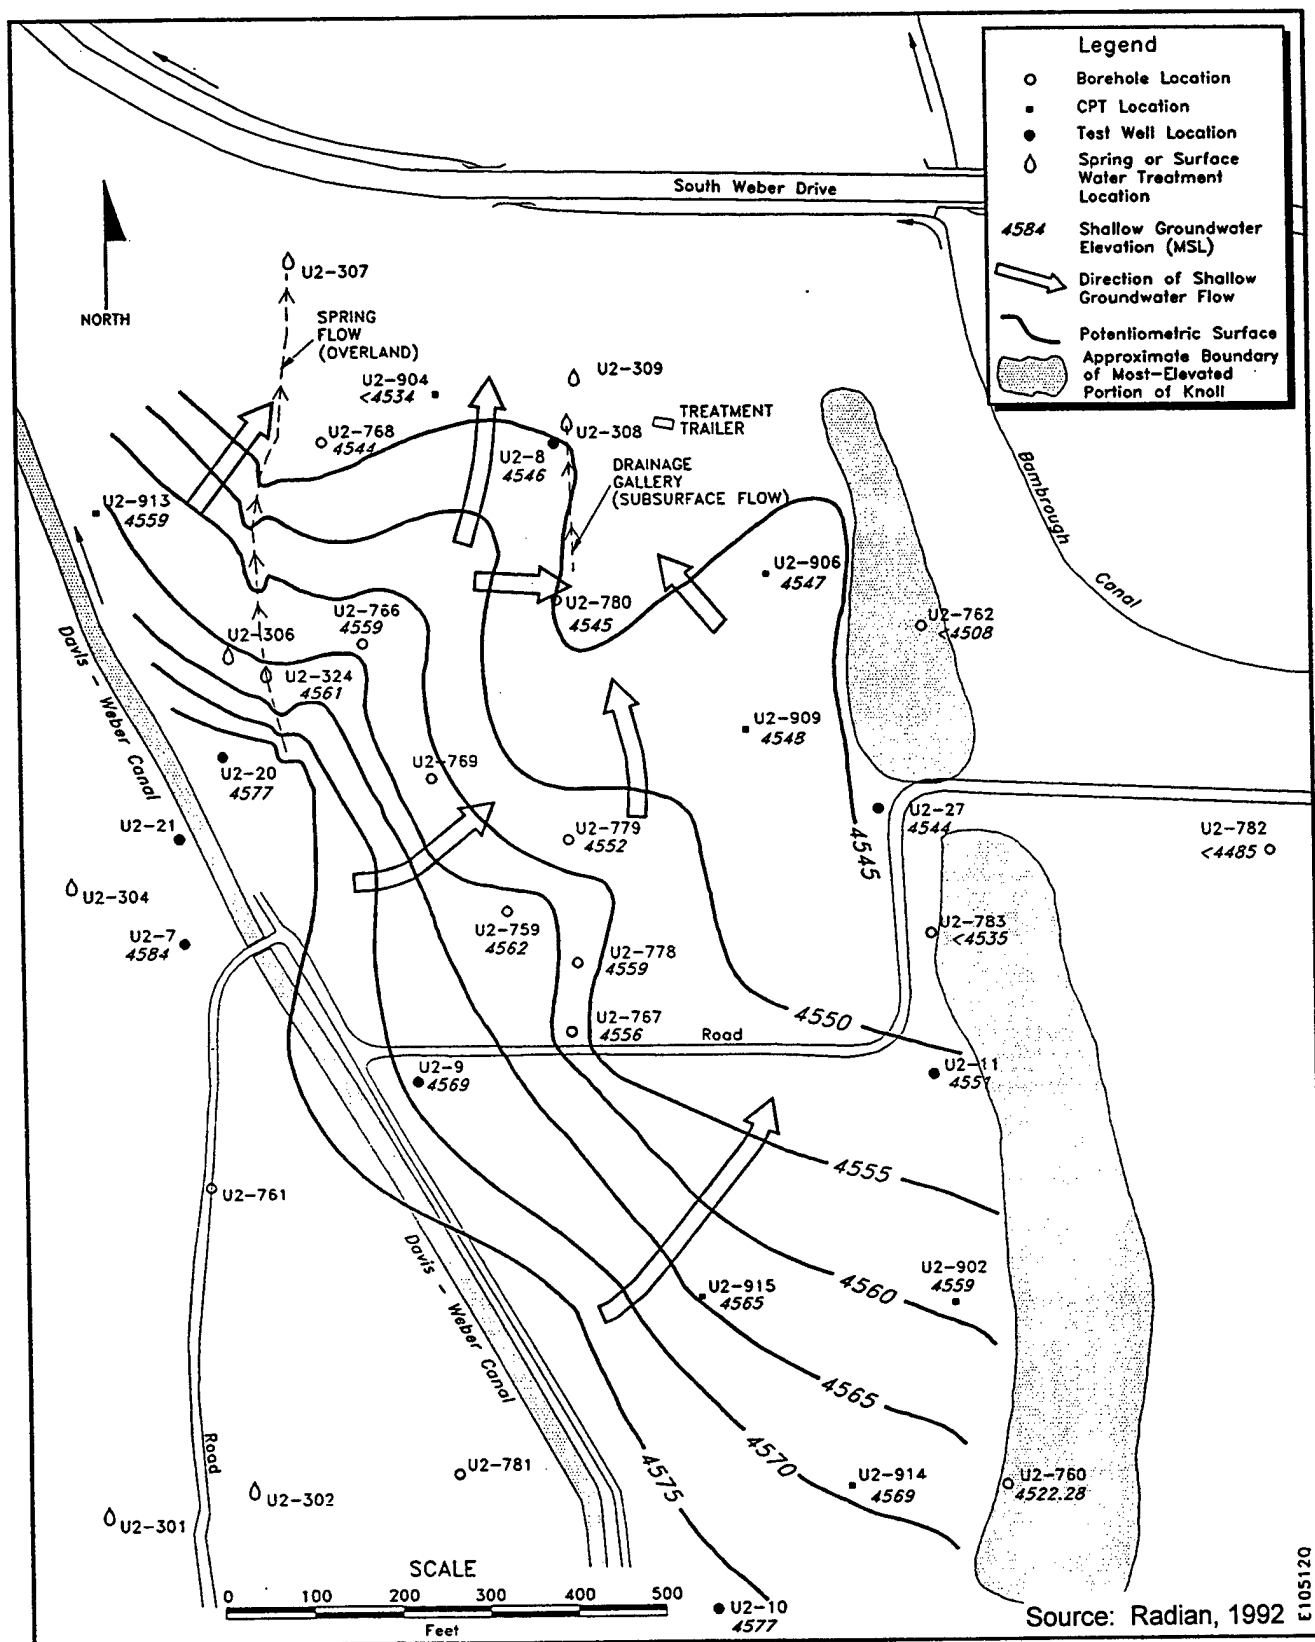 Legend
Borehole Location
CPT Location
Test Well Location
Spring or Surface
Water Treatment
Location
4584
Shallow Groundwater
Elevation (MSL)
Direction of Shallow
Groundwater Flow
Potentiometric Surface
Approximate Boundary
of Most-Elevated
Portion of Knoll
South Weber Drive
NORTH
U2-307
SPRING
FLOW
(OVERLAND)
U2-904
<4534
U2-309
TREATMENT
TRAILER
U2-308
U2-768
4544
U2-8
4546
DRAINAGE
GALLERY
(SUBSURFACE FLOW)
U2-913
4559
Bambrough
Canal
U2-906
4547
U2-780
4545
U2-766
4559
U2-762
<4508
U2-306
U2-324
4561
Davis - Weber Canal
U2-909
4548
U2-20
4577
U2-769
U2-27
4544
4545
U2-21
U2-779
4552
U2-782
<4485
U2-304
U2-759
4562
U2-7
4584
U2-783
<4535
U2-778
4559
4550
U2-767
4556
Road
U2-9
4569
U2-11
4551
4555
U2-761
Davis - Weber Canal
U2-902
4559
4560
U2-915
4565
4565
4570
4575
Road
U2-781
U2-914
4569
U2-760
4522.28
U2-302
U2-301
SCALE
0 100 200 300 400 500
Feet
U2-10
4577
Source: Radian, 1992
E105120